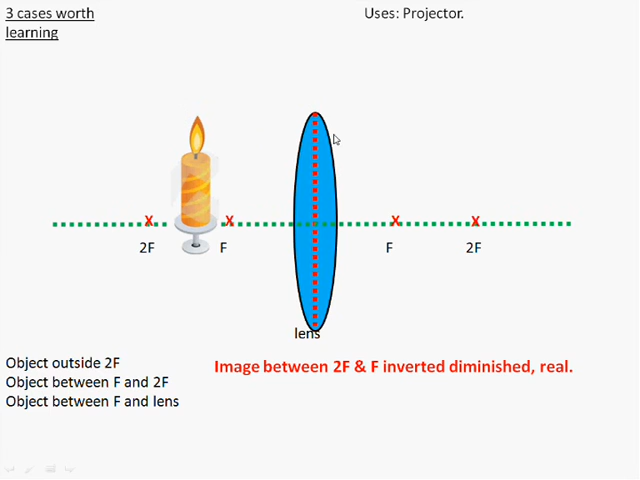 3 cases worth
learning
Uses: Projector.
X X X X
2F F F 2F
lens
Object outside 2F
Object between F and 2F
Object between F and lens
Image between 2F & F inverted diminished, real.